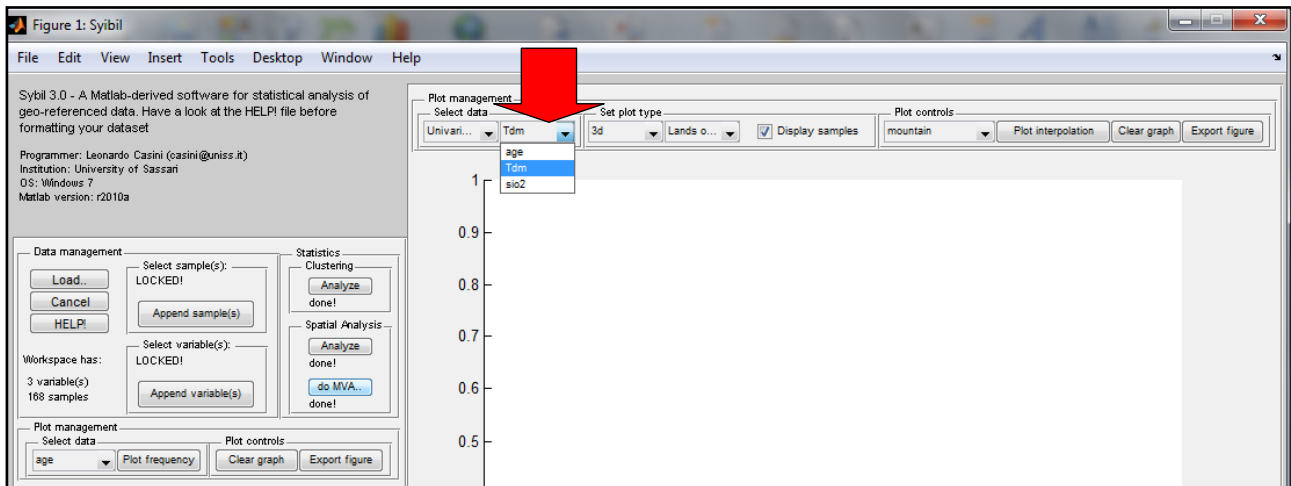 Figure 1: Syibil
File Edit View Insert Tools Desktop Window Help
Sybil 3.0 - A Matlab-derived software for statistical analysis of
geo-referenced data. Have a look at the HELP! file before
formatting your dataset
Programmer: Leonardo Casini (casini@uniss.it)
Institution: University of Sassari
OS: Windows 7
Matlab version: r2010a
Plot management
Select data
Set plot type
Plot controls
Univari... Tdm 3d Lands o... Display samples mountain Plot interpolation Clear graph Export figure
age
Tdm
sio2
1
0.9
0.8
0.7
0.6
0.5
Data management
Load..
Cancel
HELP!
Workspace has:
3 variable(s)
168 samples
Select sample(s):
LOCKED!
Append sample(s)
Select variable(s):
LOCKED!
Append variable(s)
Statistics
Clustering
Analyze
done!
Spatial Analysis
Analyze
done!
do MVA..
done!
Plot management
Select data
Plot controls
age Plot frequency Clear graph Export figure